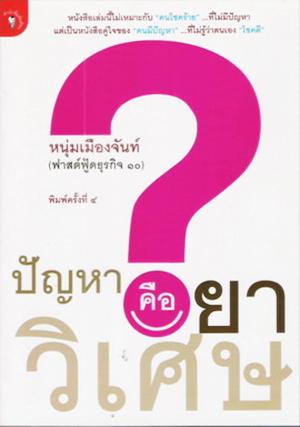 หนังสือเล่มนี้ไม่เหมาะกับ "คนโชคร้าย" ...ที่ไม่มีปัญหา
แต่เป็นหนังสือคู่ใจของ "คนมีปัญหา" ...ที่ไม่รู้ว่าตนเอง "โชคดี"
หนุ่มเมืองจันท์
(ฟาสต์ฟู้ดธุรกิจ ๑๐)
พิมพ์ครั้งที่ ๔
?
ปัญหา
คือ
ยา
วิเศษ